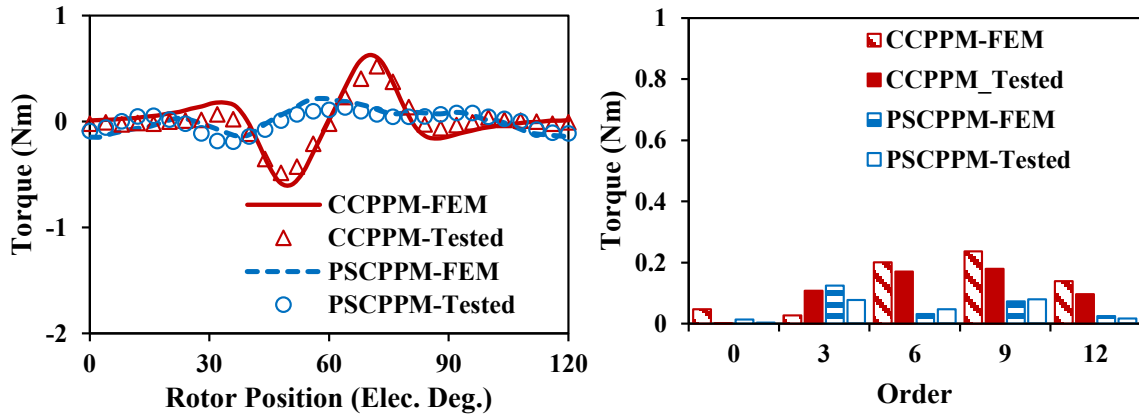 1
0
-1
-2
Torque (Nm)
CCPPM-FEM
CCPPM-Tested
PSCPPM-FEM
PSCPPM-Tested
0 30 60 90 120
Rotor Position (Elec. Deg.)
1
0.8
0.6
0.4
0.2
0
Torque (Nm)
CCPPM-FEM
CCPPM_Tested
PSCPPM-FEM
PSCPPM-Tested
0 3 6 9 12
Order